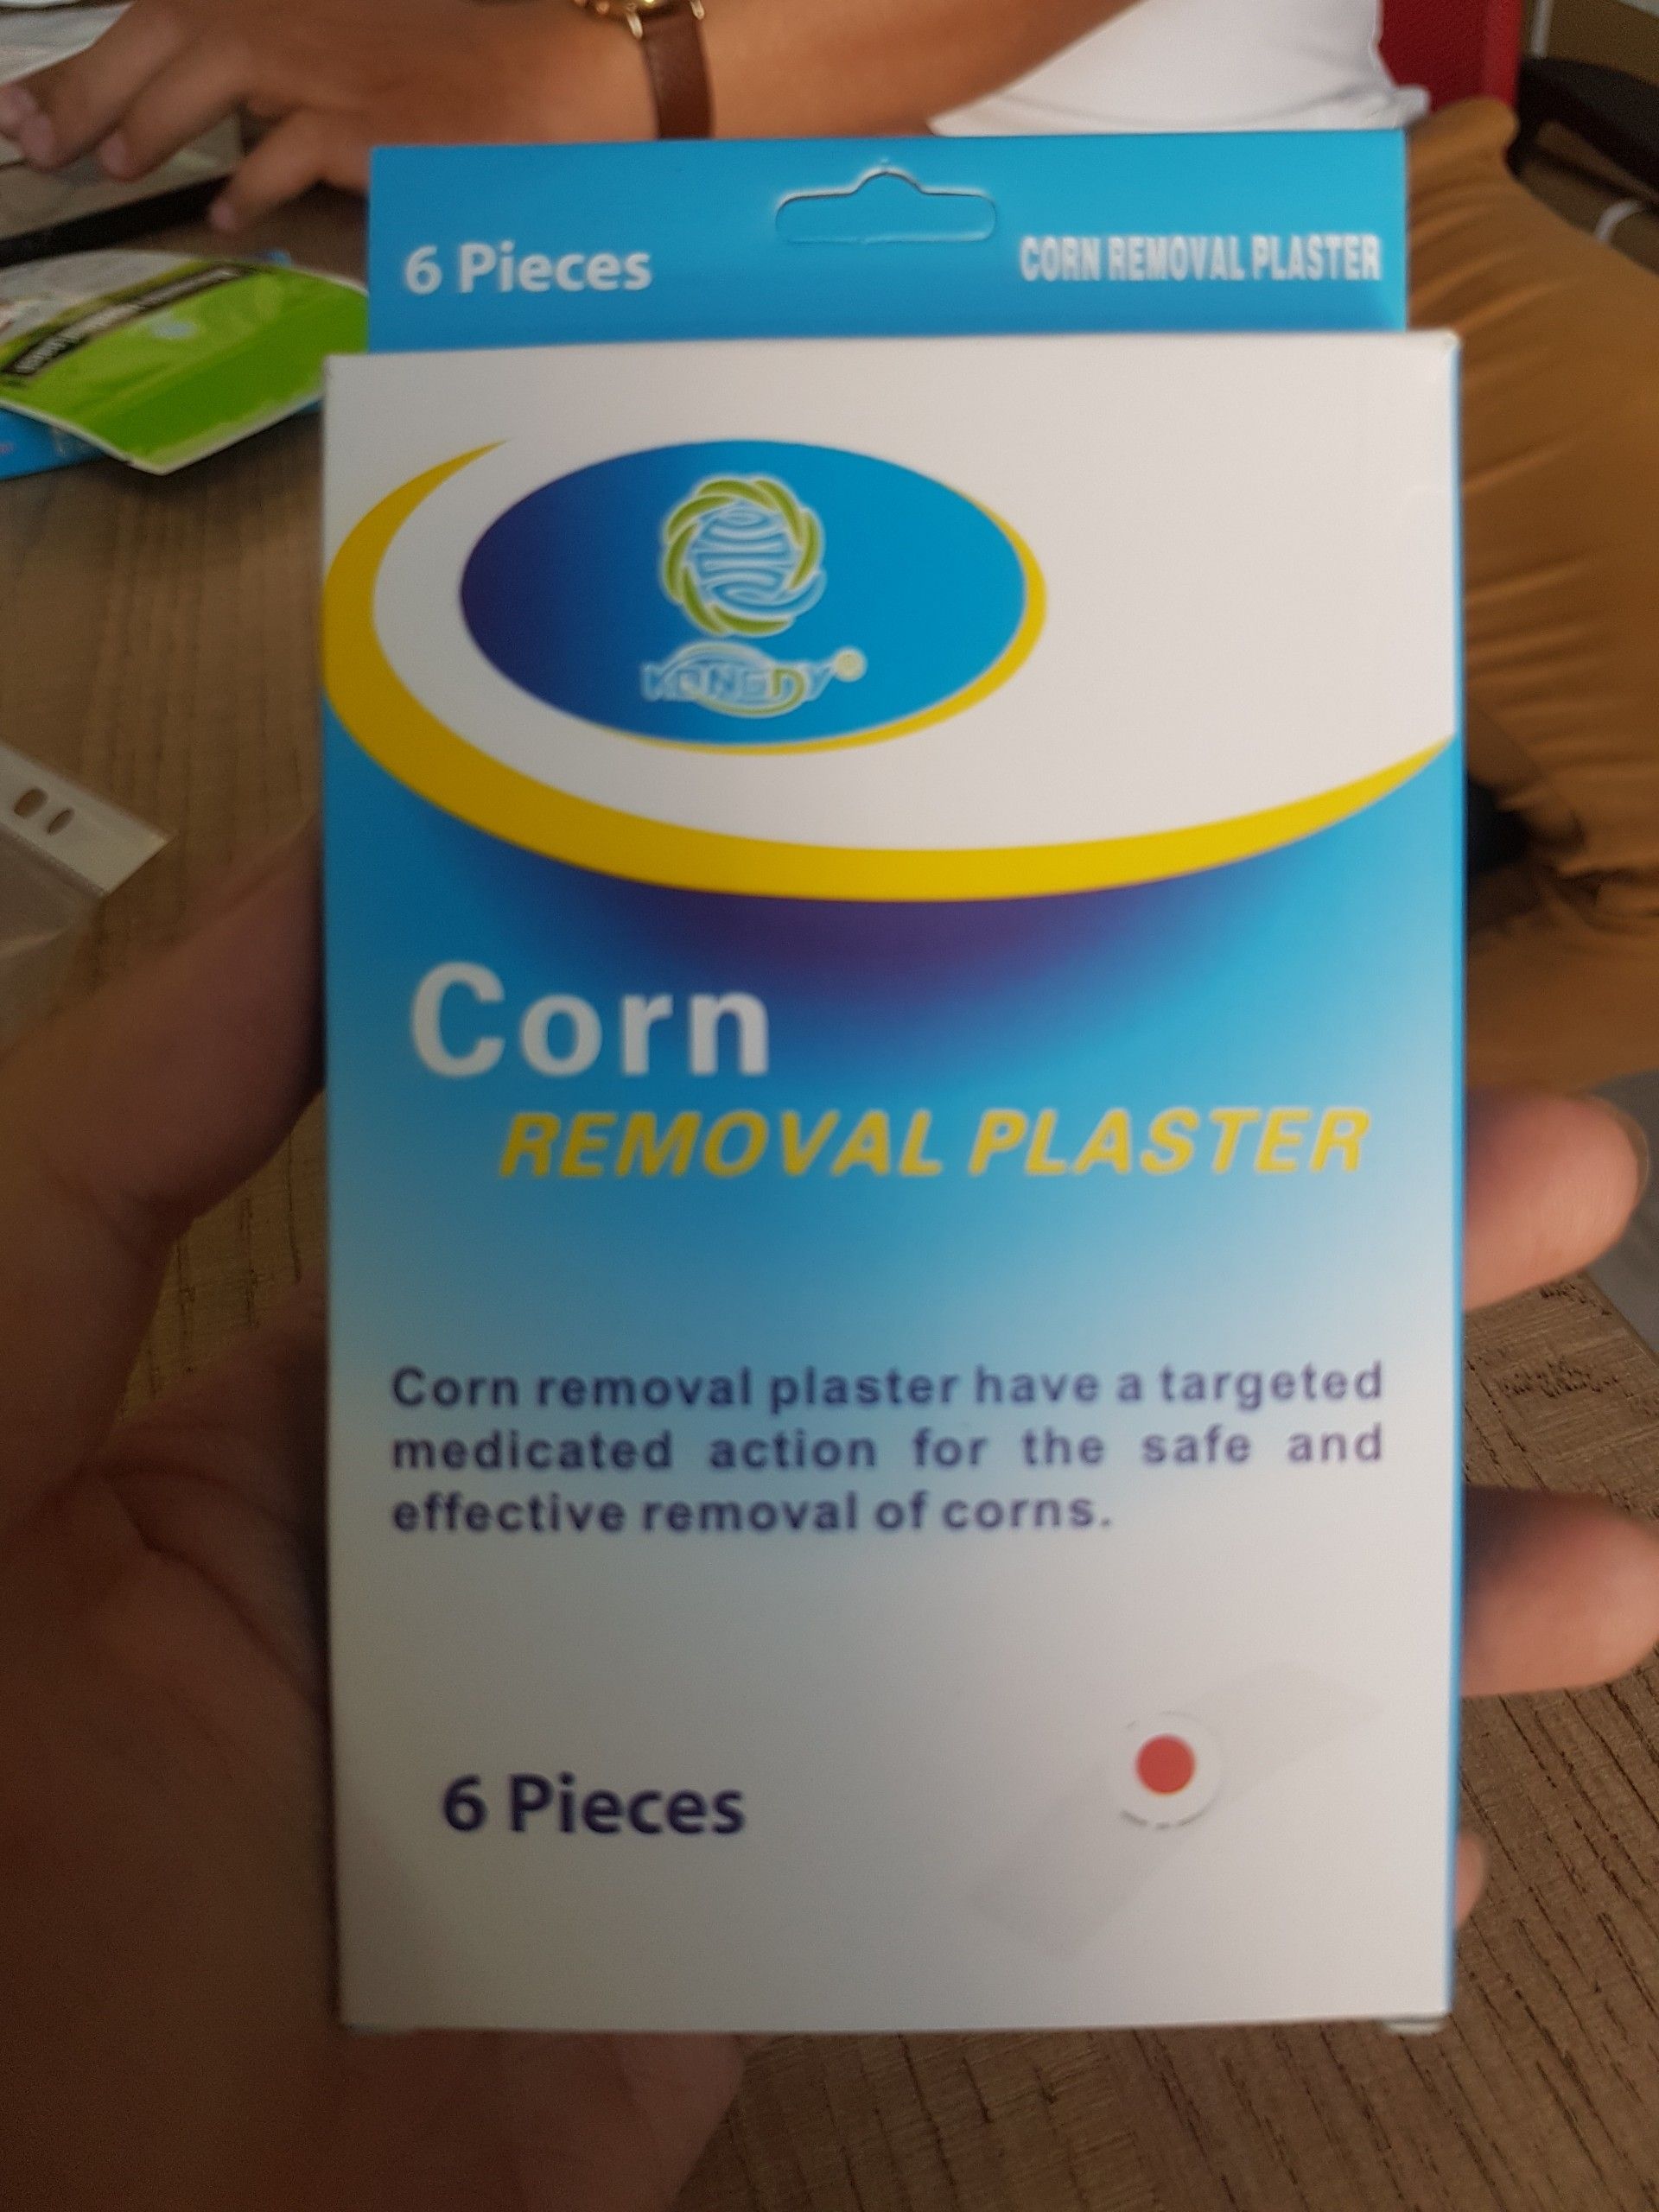 6 Pieces
CORN REMOVAL PLASTER
KONGDY
Corn
REMOVAL PLASTER
Corn removal plaster have a targeted
medicated action for the safe and
effective removal of corns.
6 Pieces